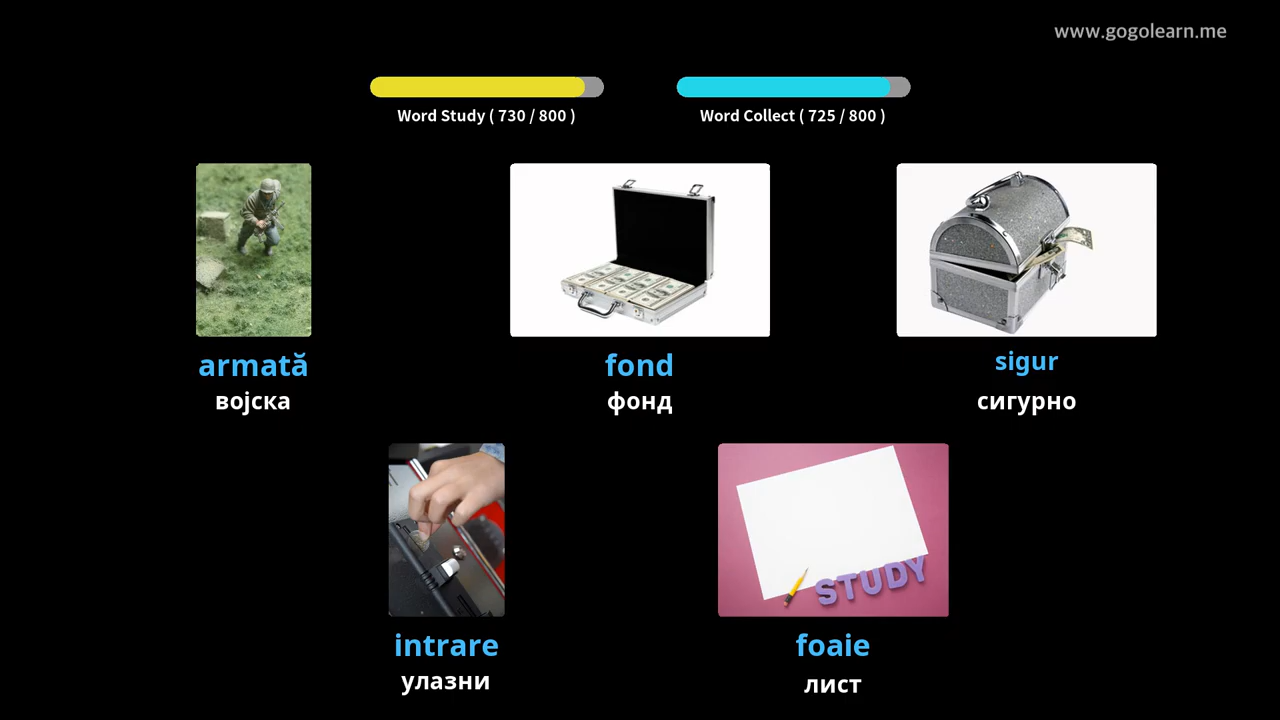 www.gogolearn.me
Word Study ( 730 / 800 )
Word Collect ( 725 / 800 )
armată
војска
fond
фонд
sigur
сигурно
STUDY
intrare
улазни
foaie
лист